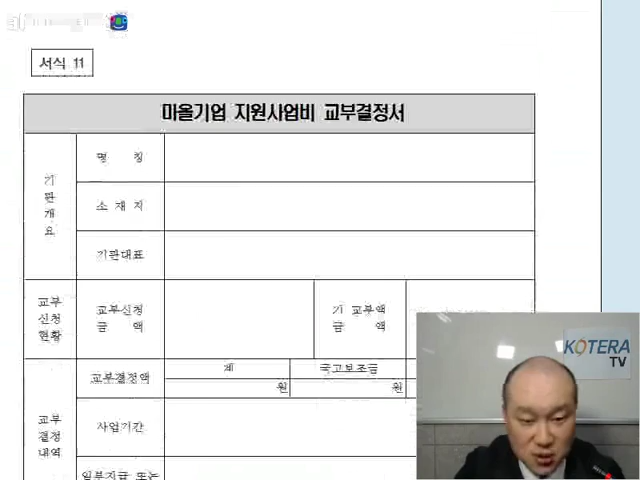 서식 11
마을기업 지원사업비 교부결정서
기관개요
명 칭
소 재 지
기관대표
교부
신청
현황
교부신청
금 액
기 교부액
금 액
교부
결정
내역
교부결정액
계
국고보조금
원
원
사업기간
일부지급 또는
KOTERA
TV